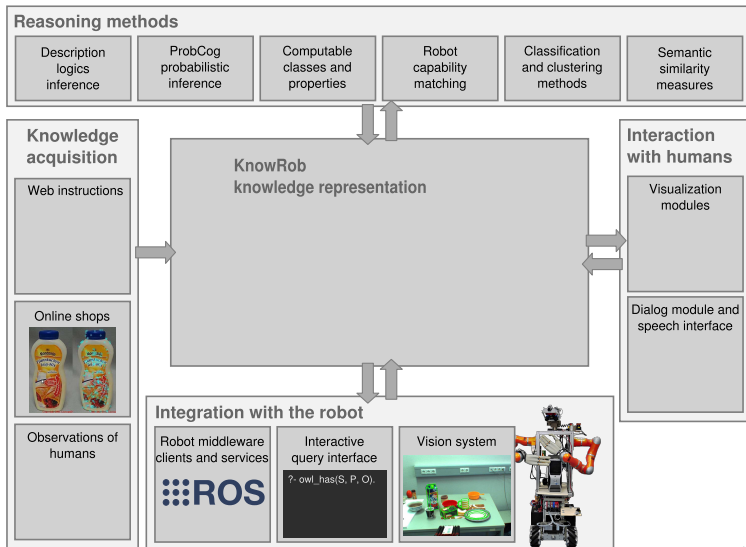 Reasoning methods
Description
logics
inference
ProbCog
probabilistic
inference
Computable
classes and
properties
Robot
capability
matching
Classification
and clustering
methods
Semantic
similarity
measures
Knowledge
acquisition
Web instructions
Online shops
Observations of
humans
KnowRob
knowledge representation
Interaction
with humans
Visualization
modules
Dialog module and
speech interface
Integration with the robot
Robot middleware
clients and services
ROS
Interactive
query interface
?- owl_has(S, P, O).
Vision system